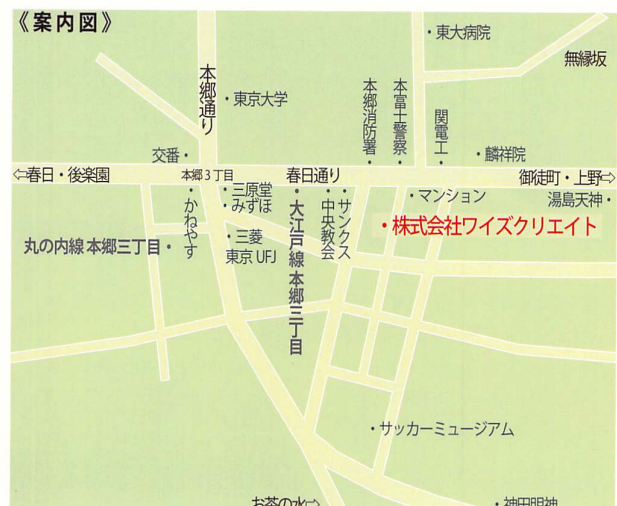 《案内図》
・東大病院
無縁坂
本郷通り
・東京大学
本郷消防署・
本富士警察・
関電工・
交番・
・麟祥院
⇦春日・後楽園
本郷3丁目
春日通り
御徒町・上野⇨
・かねやす
・三原堂
・みずほ
・大江戸線 本郷三丁目
・中央教会
・サンクス
・マンション
湯島天神・
・株式会社ワイズクリエイト
丸の内線 本郷三丁目・
・三菱
東京 UFJ
・サッカーミュージアム
お茶の水⇨
・神田明神